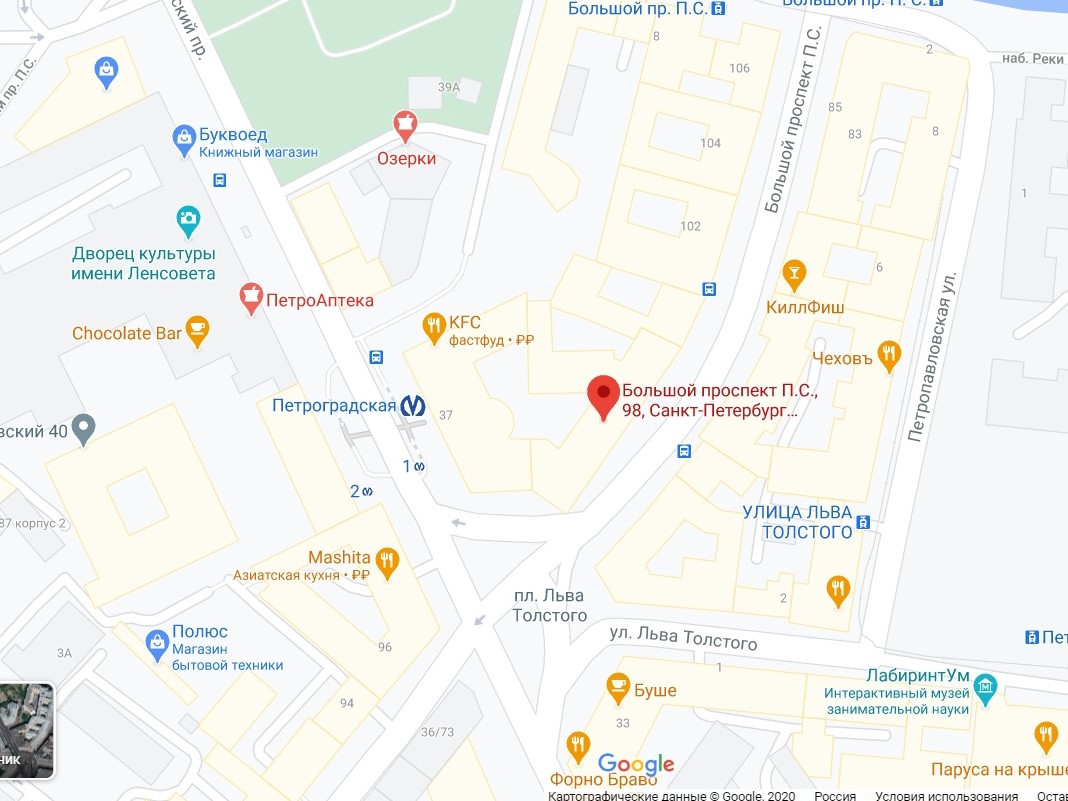 Большой пр. П.С.
Большой пр. П.С.
ский пр.
й пр. П.С.
8
2
106
наб. Реки
39А
85
83
8
Буквоед
Книжный магазин
Озерки
104
Большой проспект П.С.
1
102
Дворец культуры
имени Ленсовета
6
ПетроАптека
КиллФиш
KFC
фастфуд • ₽₽
Chocolate Bar
Чеховъ
Петропавловская ул.
Большой проспект П.С.,
98, Санкт-Петербург...
Петроградская
37
вский 40
1
2
87 корпус 2
УЛИЦА ЛЬВА
ТОЛСТОГО
Mashita
Азиатская кухня • ₽₽
пл. Льва
Толстого
2
ул. Льва Толстого
Полюс
Магазин
бытовой техники
96
3А
Пет
1
ЛабиринтУм
Интерактивный музей
занимательной науки
Буше
94
33
36/73
ник
Google
Форно Браво
Паруса на крыше
Картографические данные © Google, 2020 Россия Условия использования Оста